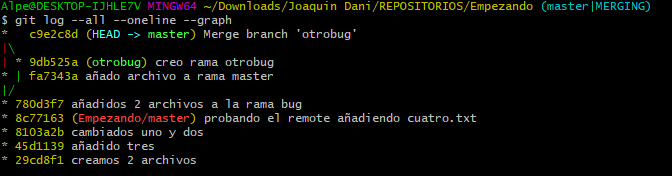 Alpe@DESKTOP-IJHLE7V MINGW64 ~/Downloads/Joaquin Dani/REPOSITORIOS/Empezando (master|MERGING)
$ git log --all --oneline --graph
*   c9e2c8d (HEAD -> master) Merge branch 'otrobug'
|\
| * 9db525a (otrobug) creo rama otrobug
* | fa7343a añado archivo a rama master
|/
* 780d3f7 añadidos 2 archivos a la rama bug
* 8c77163 (Empezando/master) probando el remote añadiendo cuatro.txt
* 8103a2b cambiados uno y dos
* 45d1139 añadido tres
* 29cd8f1 creamos 2 archivos